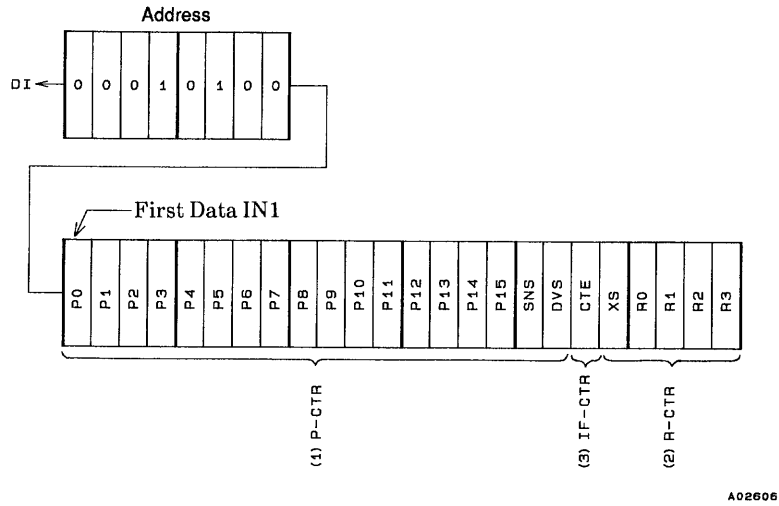 Address
DI 0 0 0 1 0 1 0 0
First Data IN1
P0 P1 P2 P3 P4 P5 P6 P7 P8 P9 P10 P11 P12 P13 P14 P15 SNS DVS CTE XS R0 R1 R2 R3
(1) P-CTR
(3) IF-CTR
(2) R-CTR
A02606